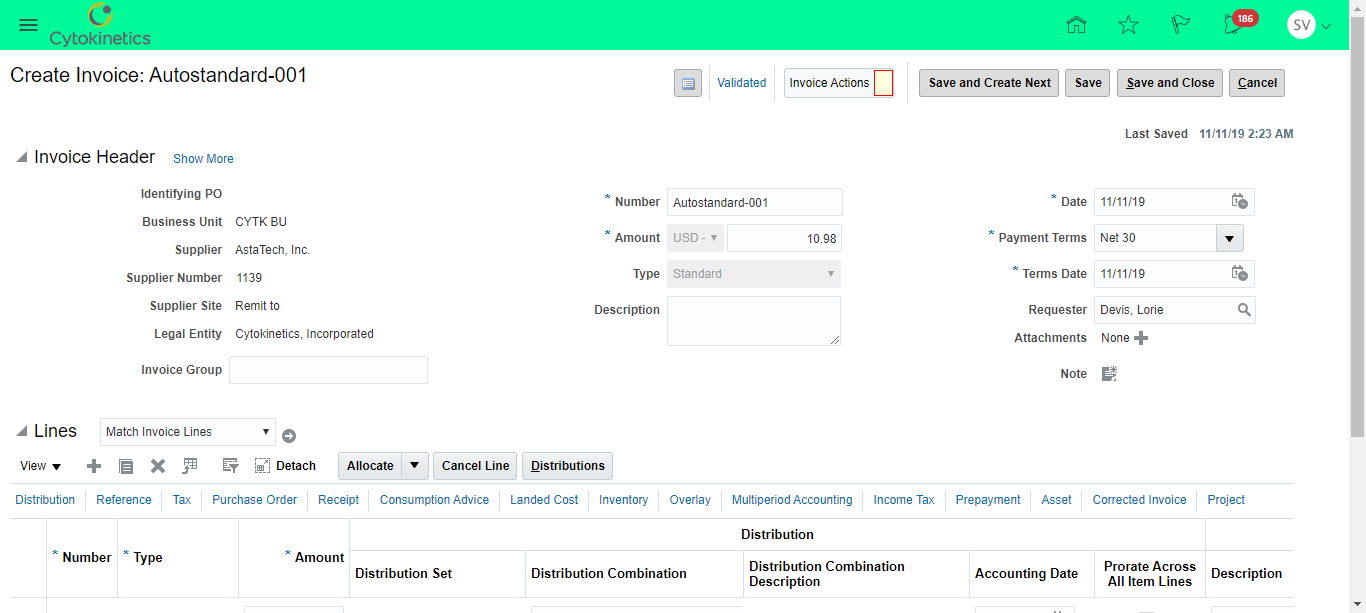 Cytokinetics
186
SV
Create Invoice: Autostandard-001
Validated
Invoice Actions
Save and Create Next
Save
Save and Close
Cancel
Last Saved 11/11/19 2:23 AM
Invoice Header Show More
Identifying PO
Business Unit CYTK BU
Supplier AstaTech, Inc.
Supplier Number 1139
Supplier Site Remit to
Legal Entity Cytokinetics, Incorporated
Invoice Group
* Number Autostandard-001
* Amount USD - 10.98
Type Standard
Description
* Date 11/11/19
* Payment Terms Net 30
* Terms Date 11/11/19
Requester Devis, Lorie
Attachments None
Note
Lines Match Invoice Lines
View Detach Allocate Cancel Line Distributions
Distribution Reference Tax Purchase Order Receipt Consumption Advice Landed Cost Inventory Overlay Multiperiod Accounting Income Tax Prepayment Asset Corrected Invoice Project
* Number * Type * Amount
Distribution
Distribution Set
Distribution Combination
Distribution Combination
Description
Accounting Date
Prorate Across
All Item Lines
Description